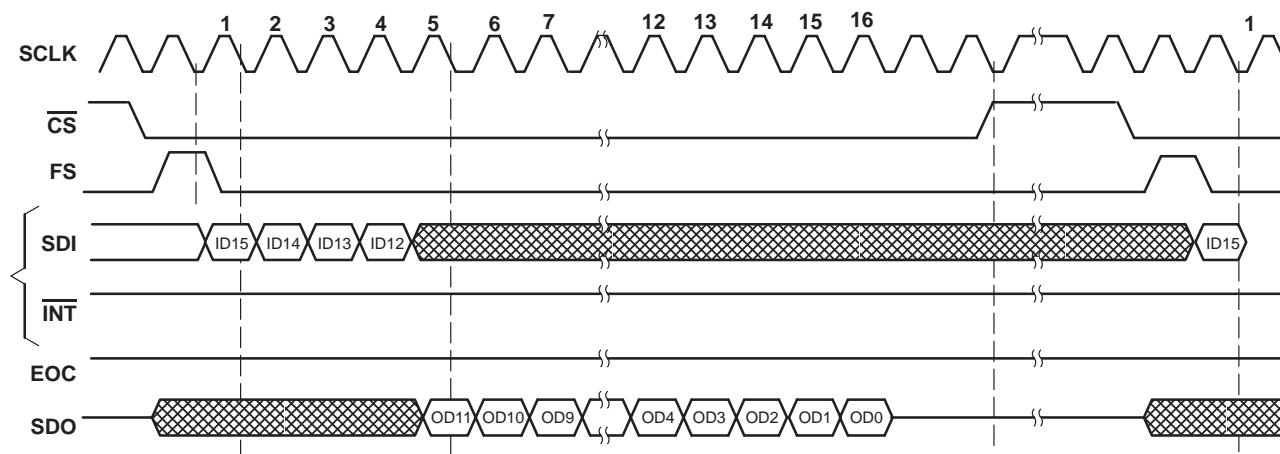 1 2 3 4 5 6 7 12 13 14 15 16 1
SCLK
CS
FS
SDI ID15 ID14 ID13 ID12 ID15
INT
EOC
SDO OD11 OD10 OD9 OD4 OD3 OD2 OD1 OD0